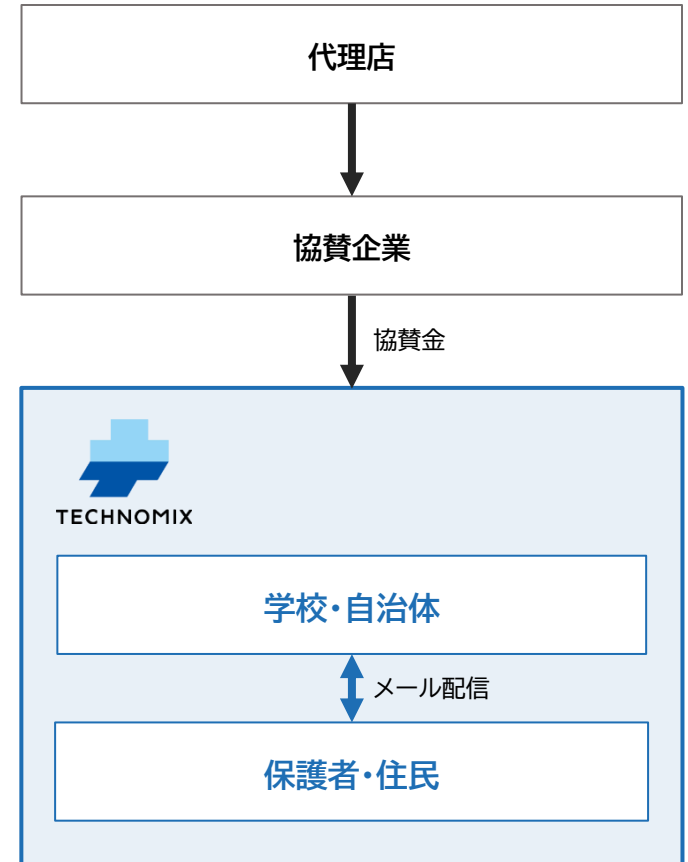 代理店
協賛企業
協賛金
TECHNOMIX
学校・自治体
メール配信
保護者・住民